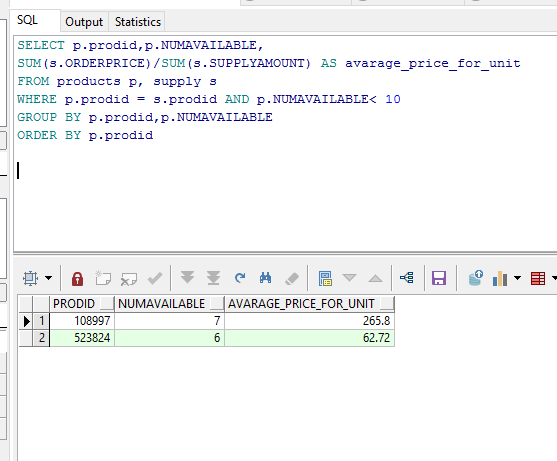 SQL Output Statistics
SELECT p.prodid,p.NUMAVAILABLE,
SUM(s.ORDERPRICE)/SUM(s.SUPPLYAMOUNT) AS avarage_price_for_unit
FROM products p, supply s
WHERE p.prodid = s.prodid AND p.NUMAVAILABLE< 10
GROUP BY p.prodid,p.NUMAVAILABLE
ORDER BY p.prodid
PRODID NUMAVAILABLE AVARAGE_PRICE_FOR_UNIT
1 108997 7 265.8
2 523824 6 62.72